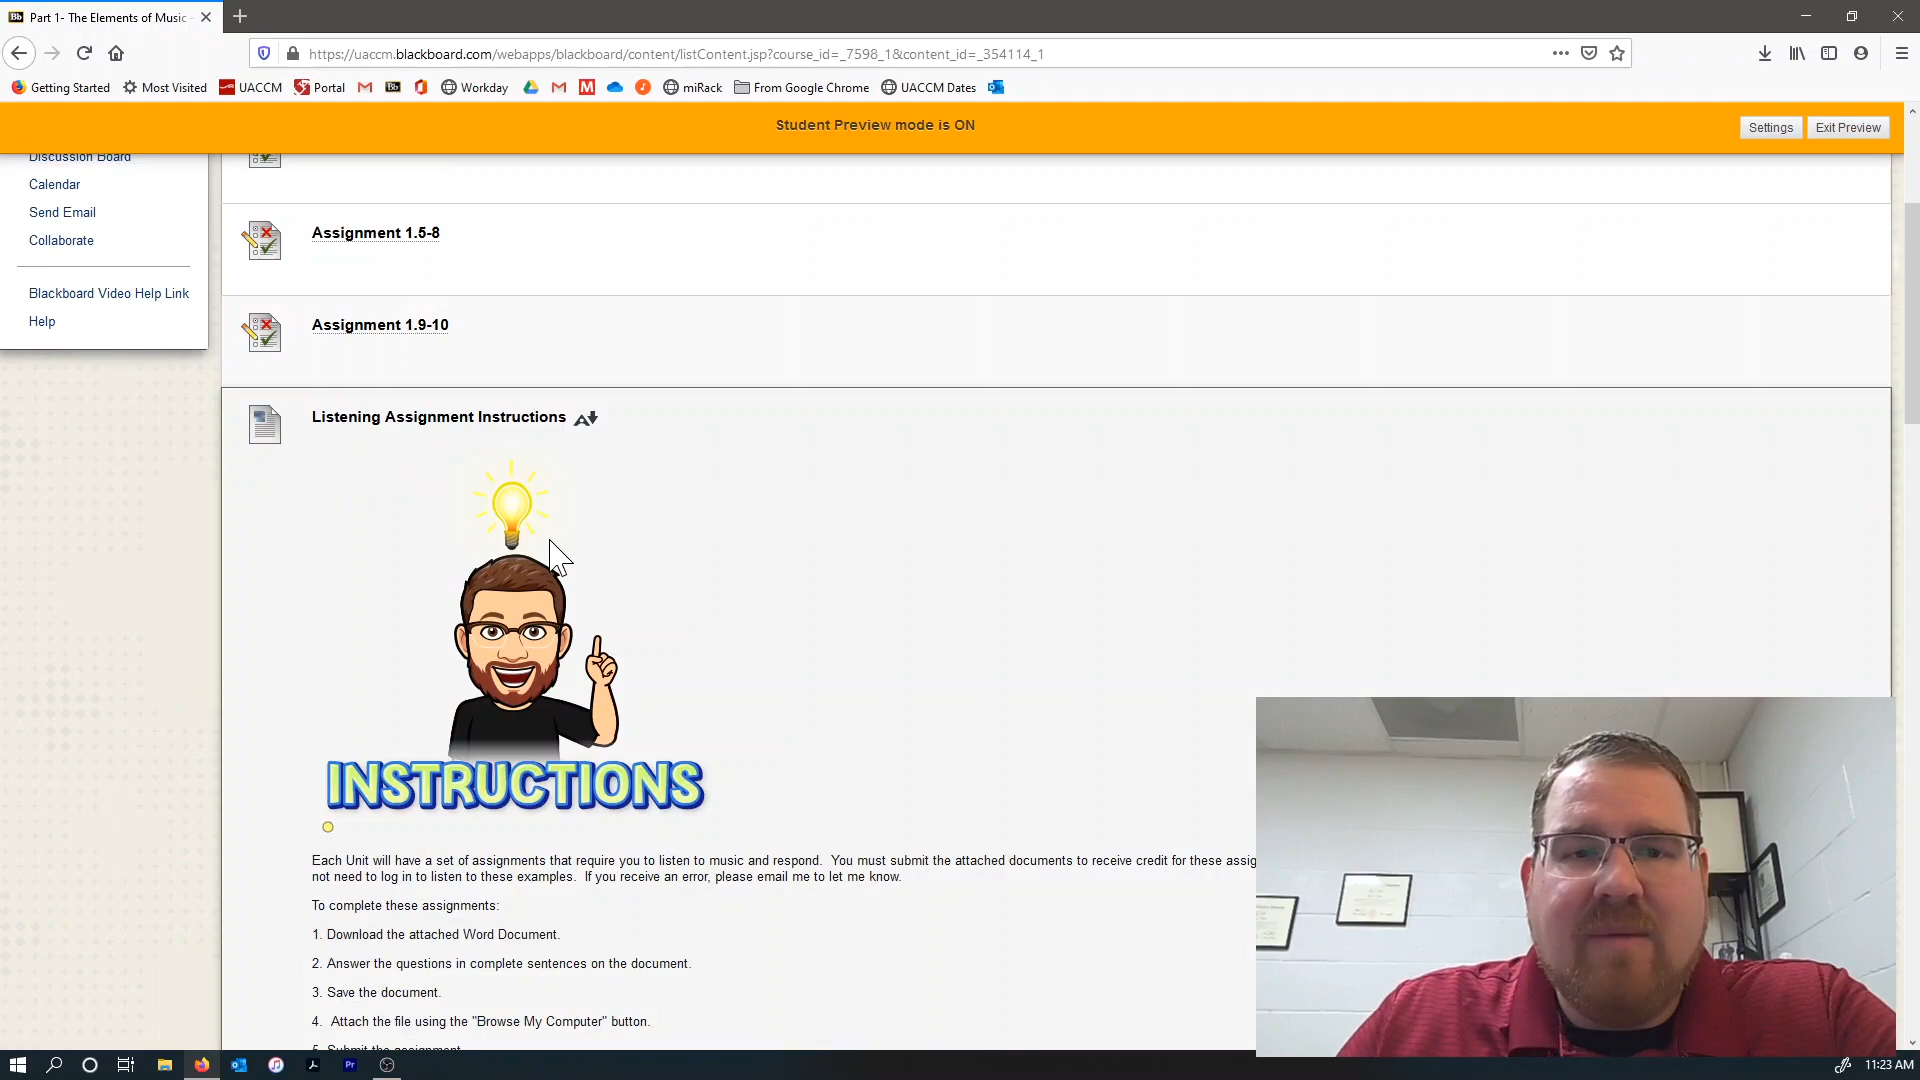 Part 1- The Elements of Music -
https://uaccm.blackboard.com/webapps/blackboard/content/listContent.jsp?course_id=_7598_1&content_id=_354114_1
Getting Started Most Visited UACCM Portal Bb Workday M miRack From Google Chrome UACCM Dates
Student Preview mode is ON
Settings Exit Preview
Discussion Board
Calendar
Send Email
Collaborate
Blackboard Video Help Link
Help
Assignment 1.5-8
Assignment 1.9-10
Listening Assignment Instructions
INSTRUCTIONS
Each Unit will have a set of assignments that require you to listen to music and respond. You must submit the attached documents to receive credit for these assig
not need to log in to listen to these examples. If you receive an error, please email me to let me know.
To complete these assignments:
1. Download the attached Word Document.
2. Answer the questions in complete sentences on the document.
3. Save the document.
4. Attach the file using the "Browse My Computer" button.
5. Submit the assignment.
Pr
11:23 AM